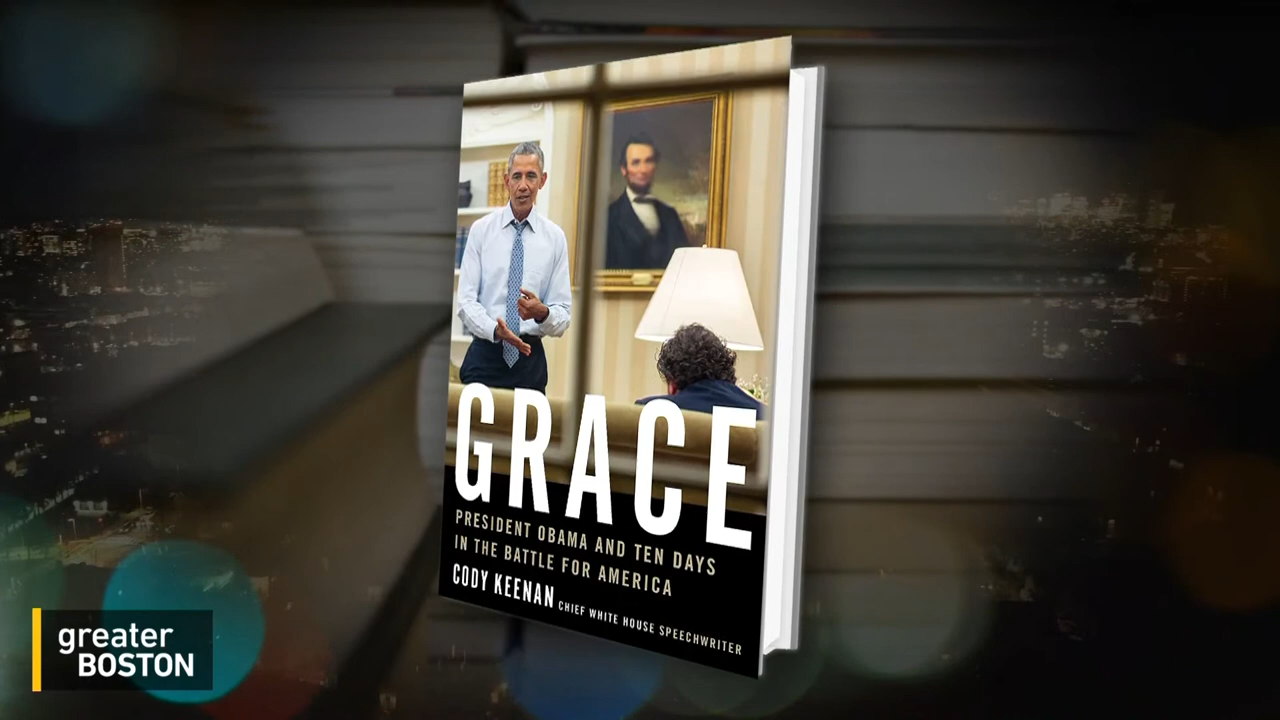 GRACE
PRESIDENT OBAMA AND TEN DAYS
IN THE BATTLE FOR AMERICA
CODY KEENAN CHIEF WHITE HOUSE SPEECHWRITER
greater
BOSTON